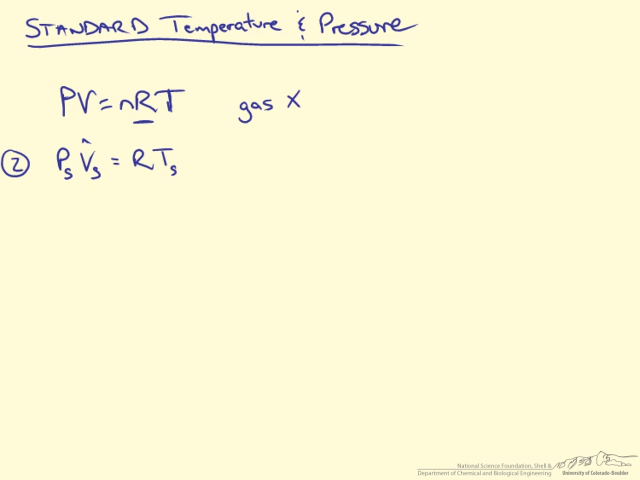 STANDARD Temperature & Pressure
PV = nRT gas X
② PₛV̂ₛ = RTₛ
National Science Foundation, Shell &
Department of Chemical and Biological Engineering
University of Colorado-Boulder